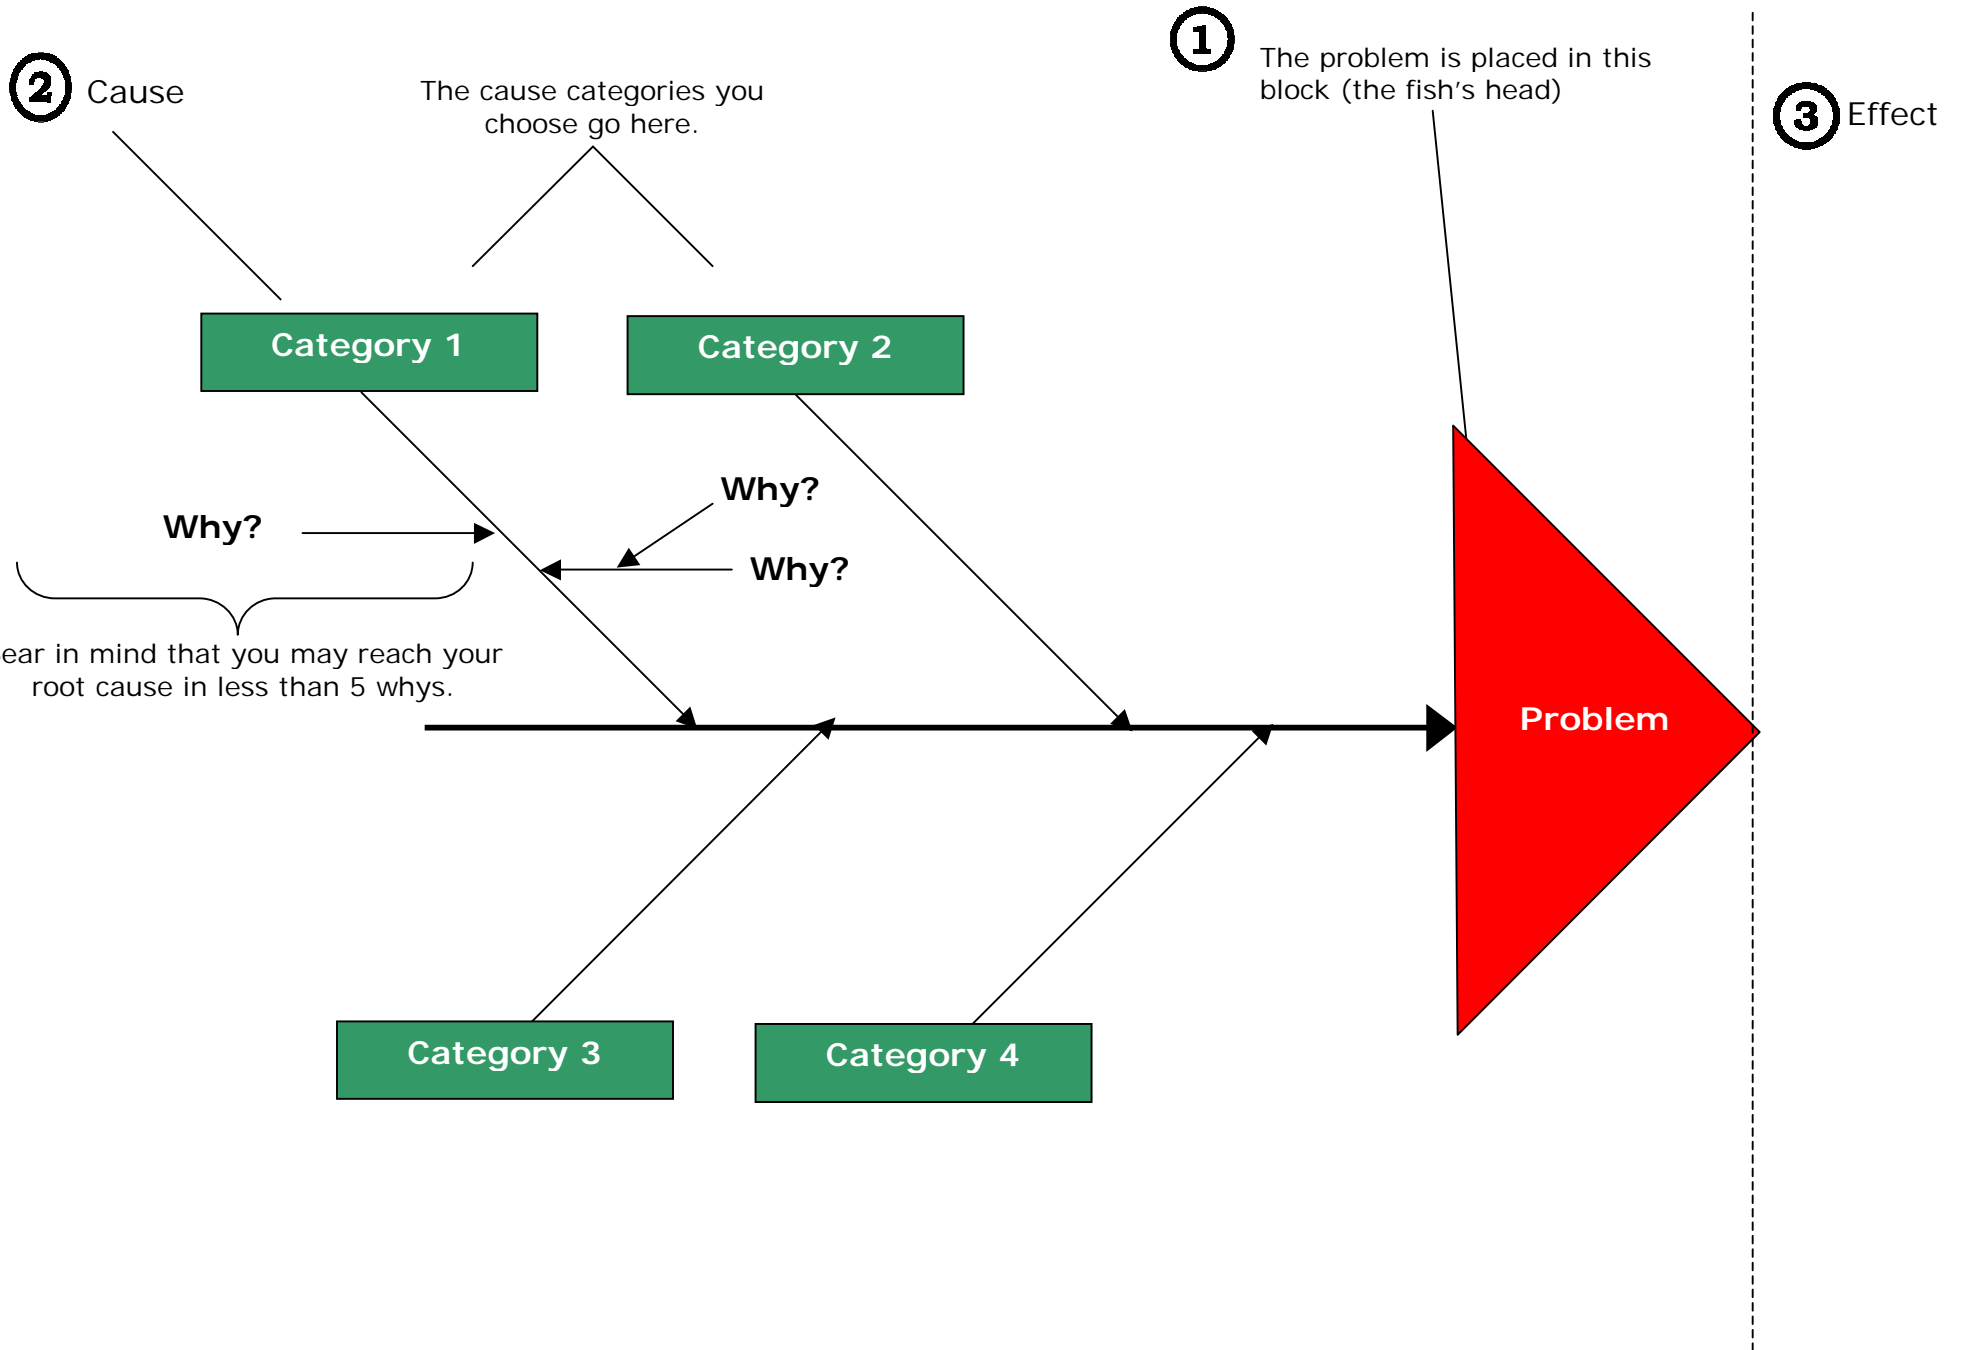 1
The problem is placed in this
block (the fish's head)
2 Cause
The cause categories you
choose go here.
3 Effect
Category 1
Category 2
Why?
Why?
Why?
ear in mind that you may reach your
root cause in less than 5 whys.
Problem
Category 3
Category 4